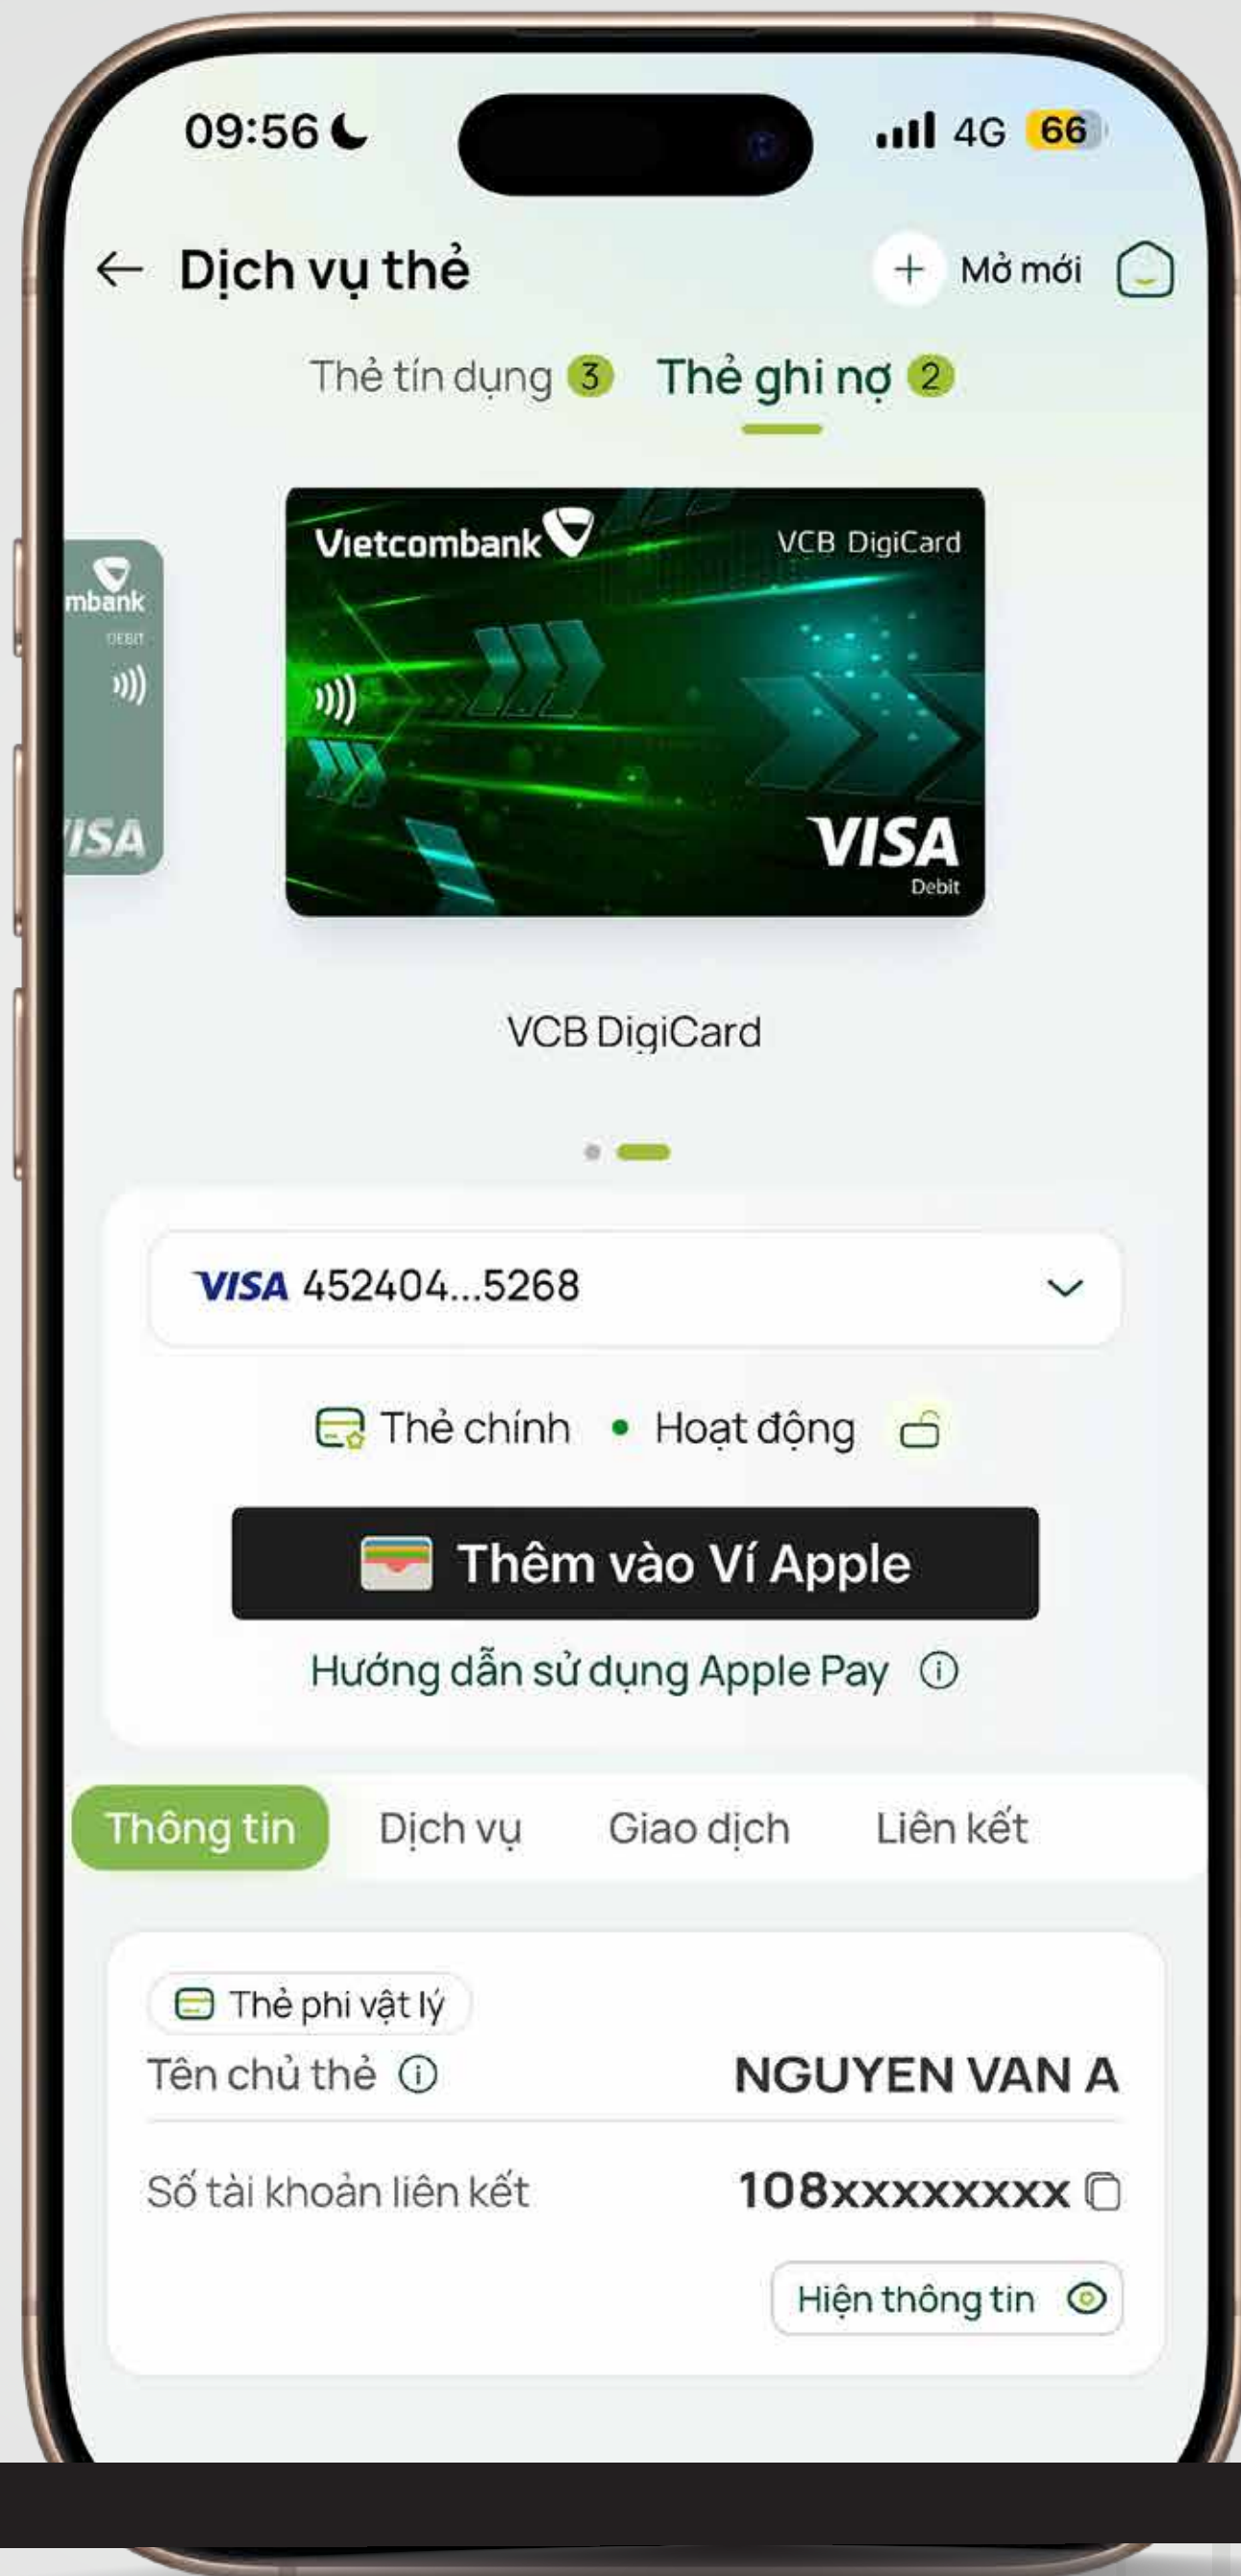 09:56 4G 66
Dịch vụ thẻ + Mở mới
Thẻ tín dụng 3 Thẻ ghi nợ 2
Vietcombank VCB DigiCard
mbank
DEBIT
VISA
Debit
ISA
VCB DigiCard
VISA 452404...5268
Thẻ chính • Hoạt động
Thêm vào Ví Apple
Hướng dẫn sử dụng Apple Pay
Thông tin Dịch vụ Giao dịch Liên kết
Thẻ phi vật lý
Tên chủ thẻ NGUYEN VAN A
Số tài khoản liên kết 108xxxxxxxxx
Hiện thông tin